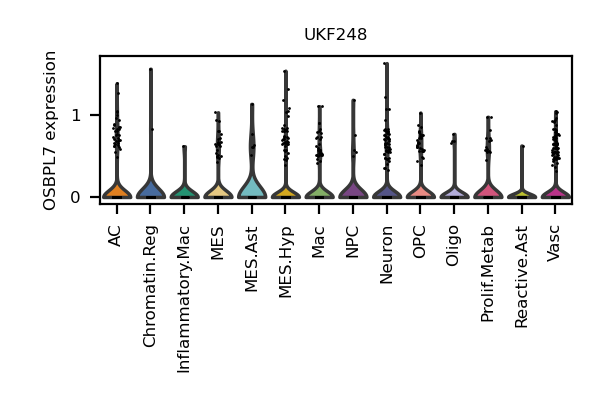 UKF248
OSBPL7 expression
1
0
AC
Chromatin.Reg
Inflammatory.Mac
MES
MES.Ast
MES.Hyp
Mac
NPC
Neuron
OPC
Oligo
Prolif.Metab
Reactive.Ast
Vasc